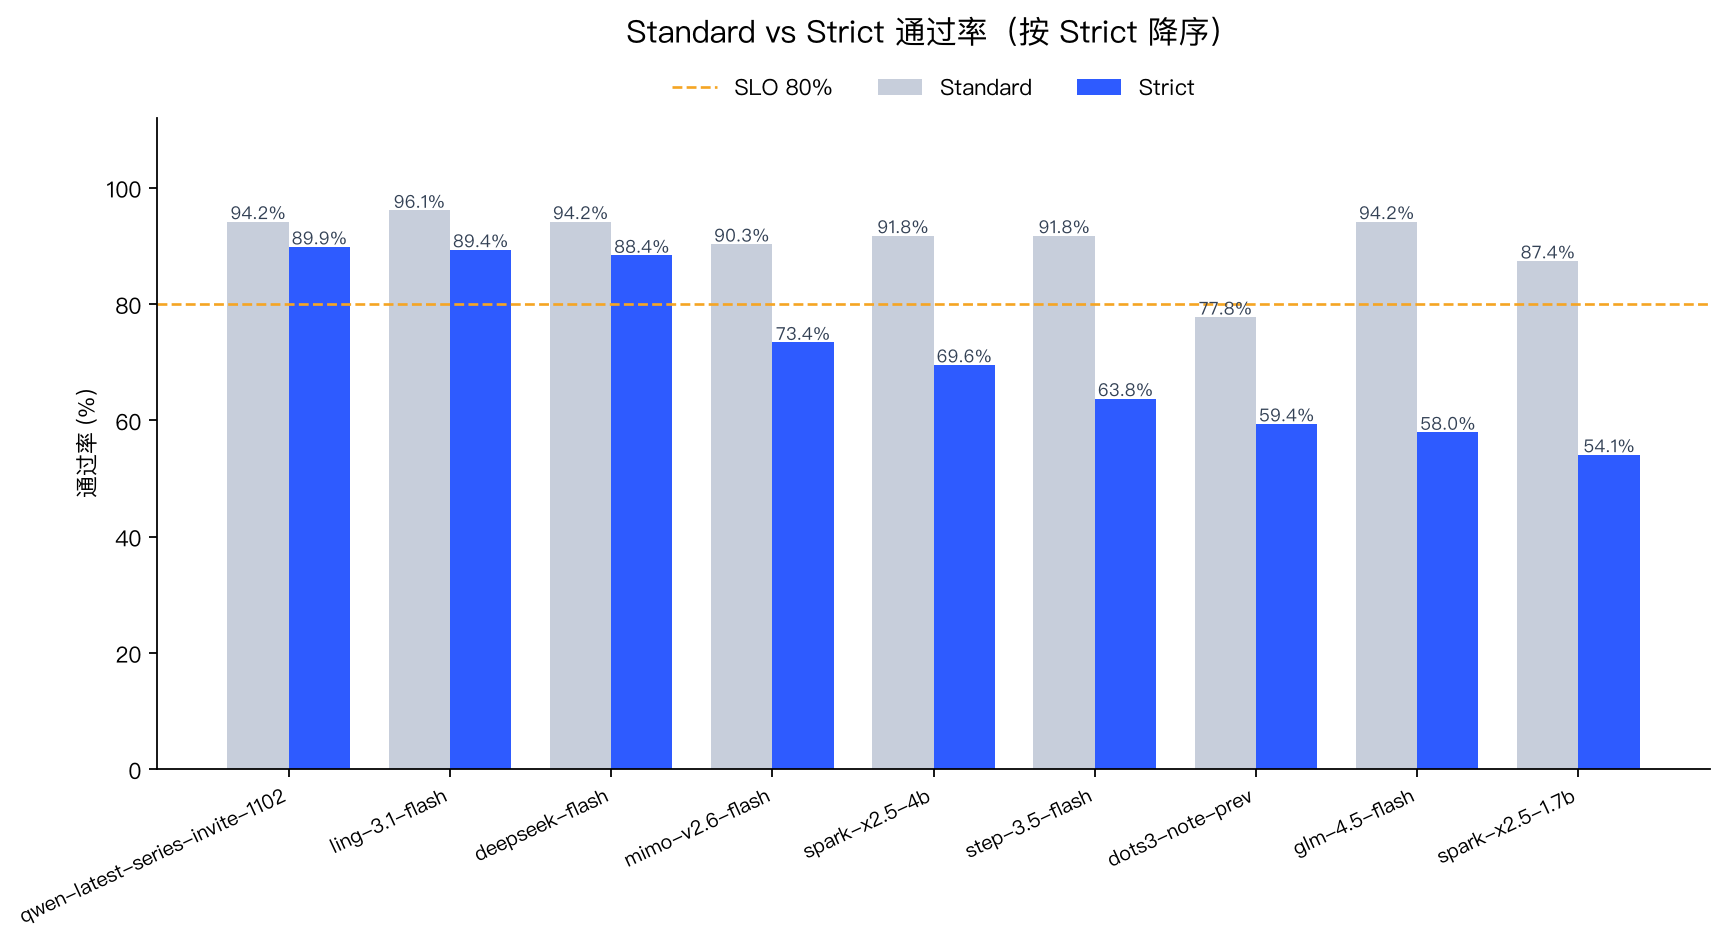 Standard vs Strict 通过率（按 Strict 降序）
SLO 80%
Standard
Strict
通过率 (%)
100
80
60
40
20
0
94.2%
89.9%
96.1%
89.4%
94.2%
88.4%
90.3%
73.4%
91.8%
69.6%
91.8%
63.8%
77.8%
59.4%
94.2%
58.0%
87.4%
54.1%
qwen-latest-series-invite-1102
ling-3.1-flash
deepseek-flash
mimo-v2.6-flash
spark-x2.5-4b
step-3.5-flash
dots3-note-prev
glm-4.5-flash
spark-x2.5-1.7b